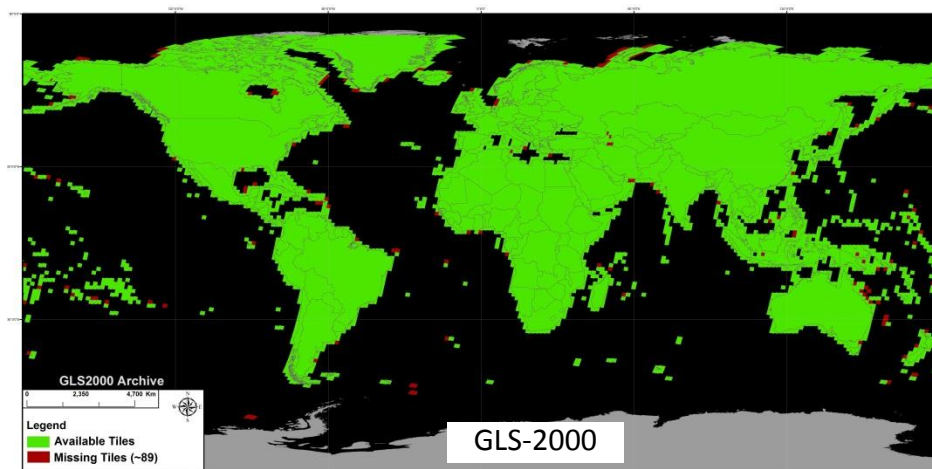 GLS2000 Archive
0 2,350 4,700 Km
N
W E
S
Legend
Available Tiles
Missing Tiles (~89)
GLS-2000